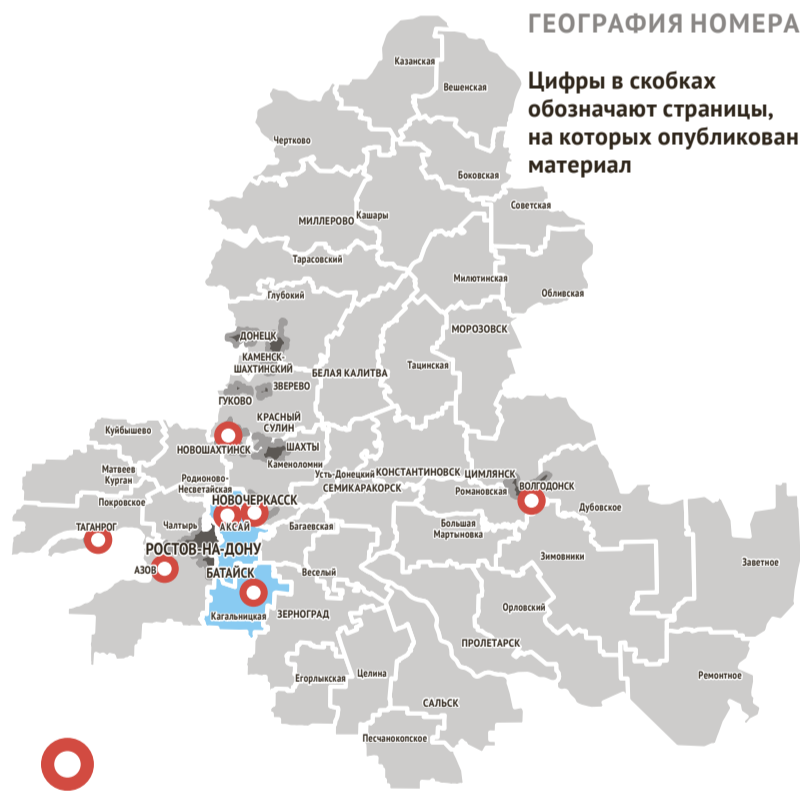 ГЕОГРАФИЯ НОМЕРА
Цифры в скобках
обозначают страницы,
на которых опубликован
материал
Казанская
Вешенская
Чертково
Боковская
Советская
МИЛЛЕРОВО
Кашары
Тарасовский
Милютинская
Обливская
Глубокий
МОРОЗОВСК
ДОНЕЦК
КАМЕНСК-
ШАХТИНСКИЙ
БЕЛАЯ КАЛИТВА
Тацинская
ЗВЕРЕВО
ГУКОВО
КРАСНЫЙ
СУЛИН
Куйбышево
НОВОШАХТИНСК
ШАХТЫ
Каменоломни
Матвеев
Курган
Родионово-
Несветайская
Усть-Донецкий
КОНСТАНТИНОВСК
ЦИМЛЯНСК
СЕМИКАРАКОРСК
Романовская
ВОЛГОДОНСК
Покровское
НОВОЧЕРКАССК
Дубовское
ТАГАНРОГ
Чалтырь
АКСАЙ
Багаевская
Большая
Мартыновка
РОСТОВ-НА-ДОНУ
Зимовники
Заветное
АЗОВ
БАТАЙСК
Веселый
Кагальницкая
ЗЕРНОГРАД
Орловский
ПРОЛЕТАРСК
Егорлыкская
Целина
Ремонтное
САЛЬСК
Песчанокопское